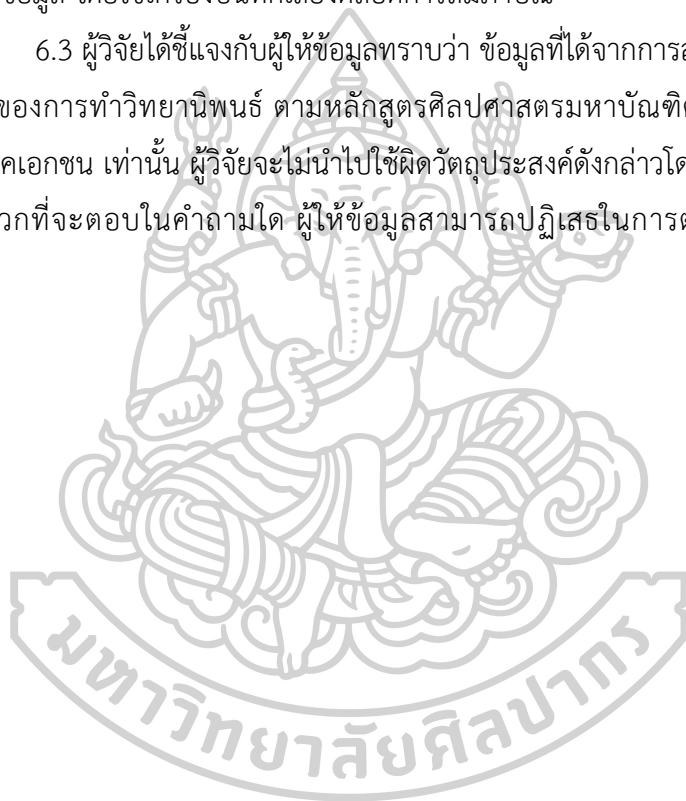 6.3 ผู้วิจัยได้ชี้แจงกับผู้ให้ข้อมูลทราบว่า ข้อมูลที่ได้จากการ
ของการทำวิทยานิพนธ์ ตามหลักสูตรศิลปศาสตรมหาบัณฑิต
คเอกชน เท่านั้น ผู้วิจัยจะไม่นำไปใช้ผิดวัตถุประสงค์ดังกล่าวโด
วกที่จะตอบในคำถามใด ผู้ให้ข้อมูลสามารถปฏิเสธในการต
มหาวิทยาลัยศิลปากร